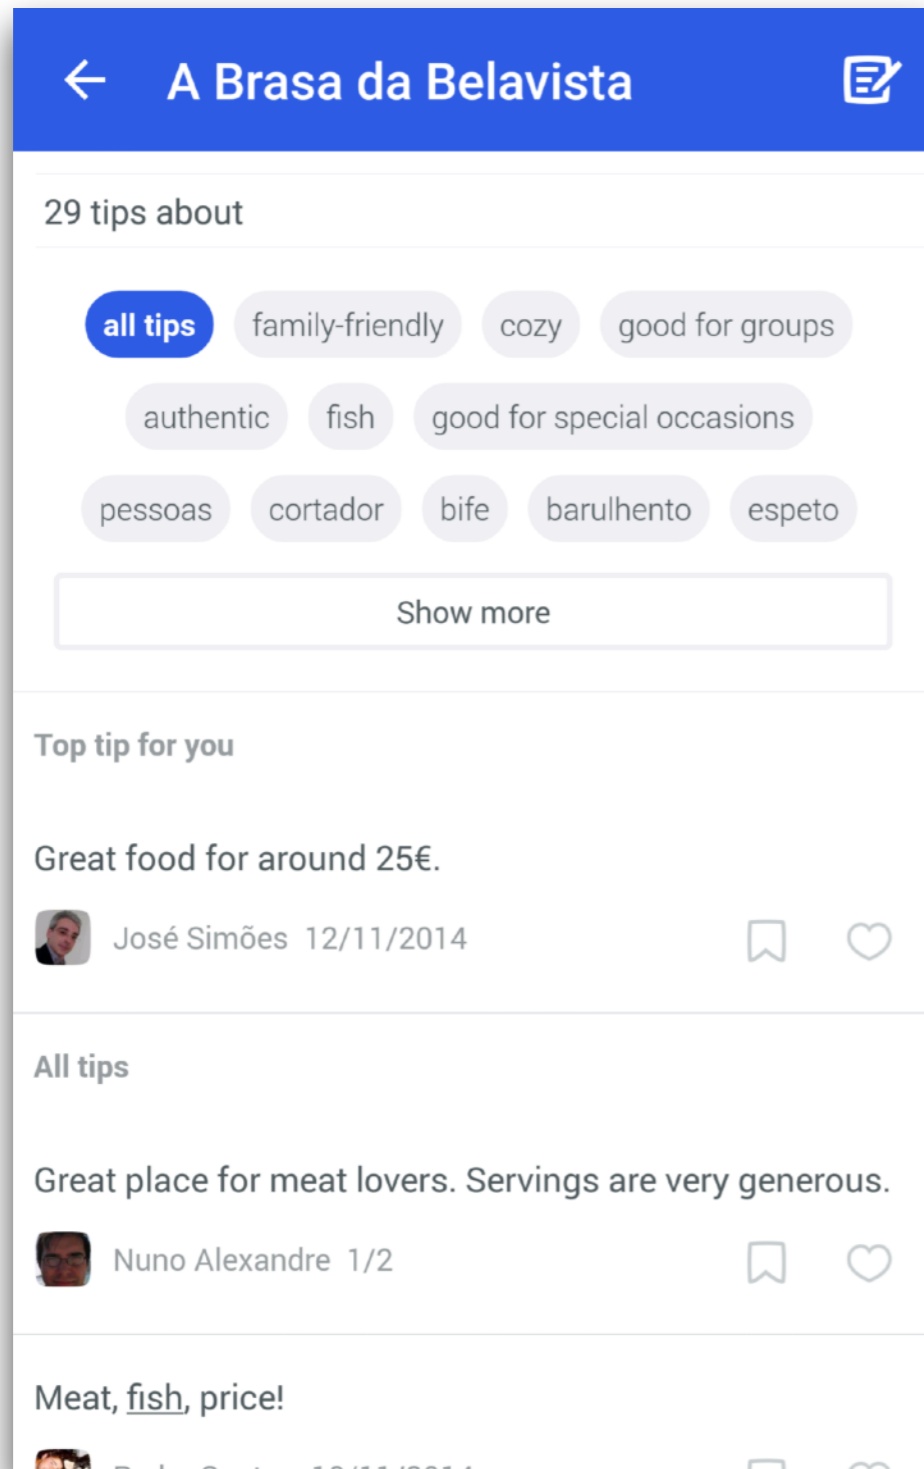 A Brasa da Belavista
29 tips about
all tips family-friendly cozy good for groups
authentic fish good for special occasions
pessoas cortador bife barulhento espeto
Show more
Top tip for you
Great food for around 25€.
José Simões 12/11/2014
All tips
Great place for meat lovers. Servings are very generous.
Nuno Alexandre 1/2
Meat, fish, price!